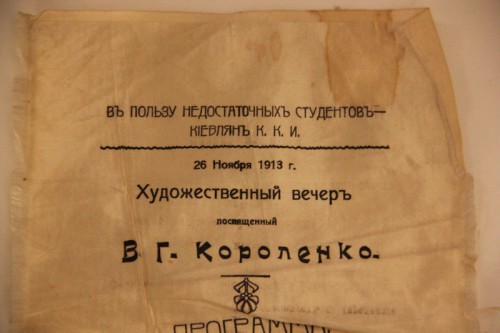 ВЪ ПОЛЬЗУ НЕДОСТАТОЧНЫХЪ СТУДЕНТОВЪ—
КІЕВЛЯНЪ К. К. И.
26 Ноября 1913 г.
Художественный вечеръ
посвященный
В. Г. Короленко.